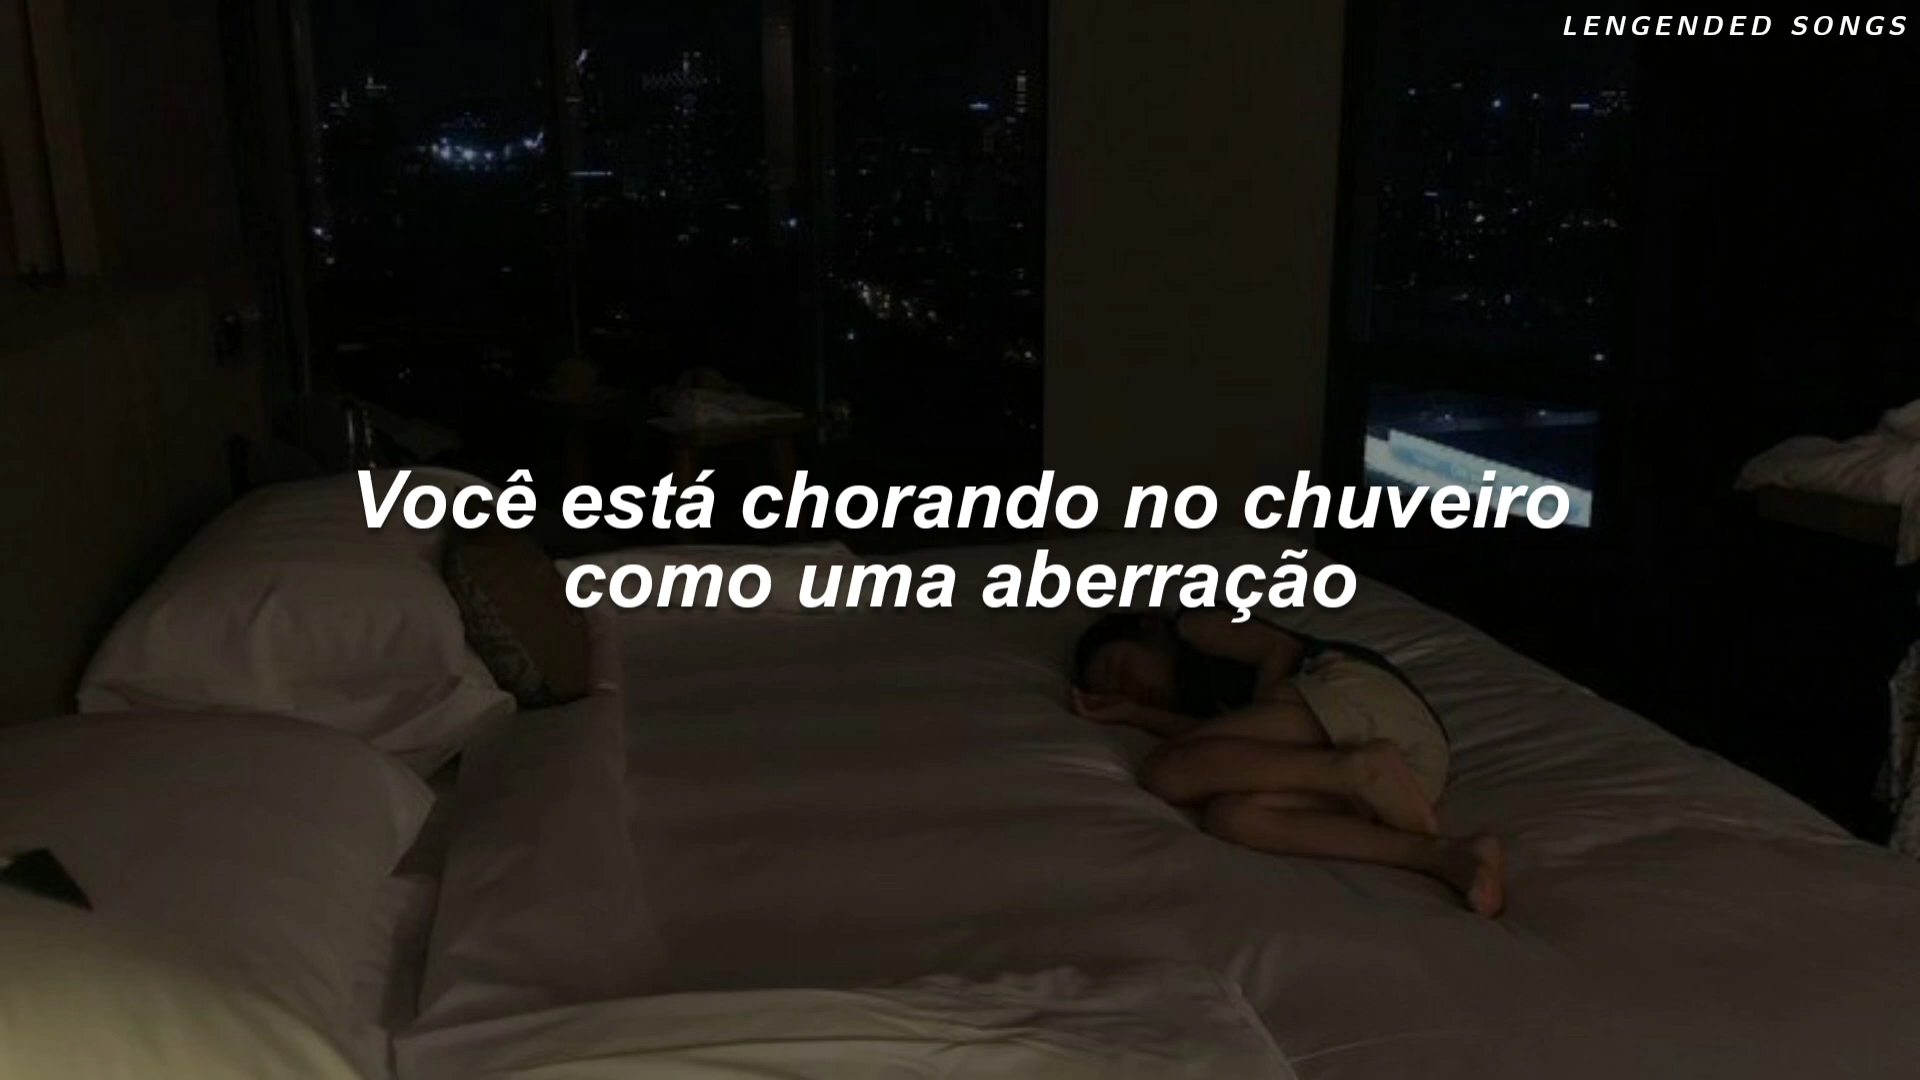 LENGENDED SONGS
Você está chorando no chuveiro
como uma aberração